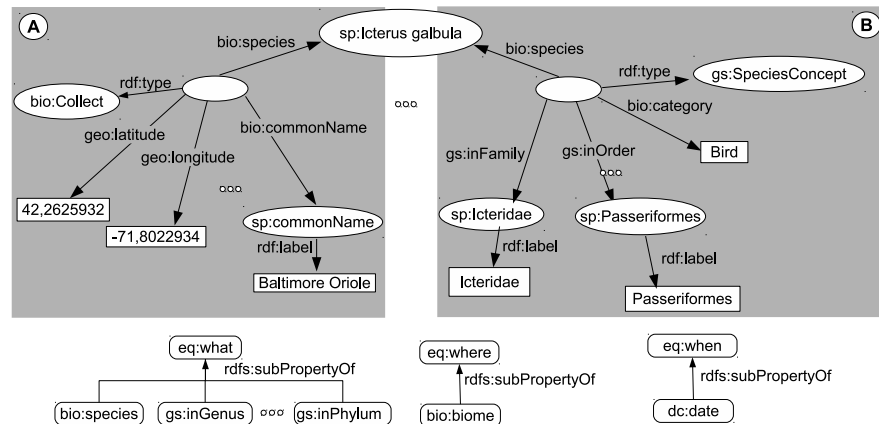 A
sp:Icterus galbula
B
bio:species
bio:species
rdf:type
gs:SpeciesConcept
rdf:type
bio:Collect
bio:category
geo:latitude
bio:commonName
geo:longitude
gs:inFamily
gs:inOrder
Bird
42,2625932
-71,8022934
sp:commonName
sp:Icteridae
sp:Passeriformes
rdf:label
rdf:label
rdf:label
Baltimore Oriole
Icteridae
Passeriformes
eq:what
eq:where
eq:when
rdfs:subPropertyOf
rdfs:subPropertyOf
rdfs:subPropertyOf
bio:species
gs:inGenus
gs:inPhylum
bio:biome
dc:date